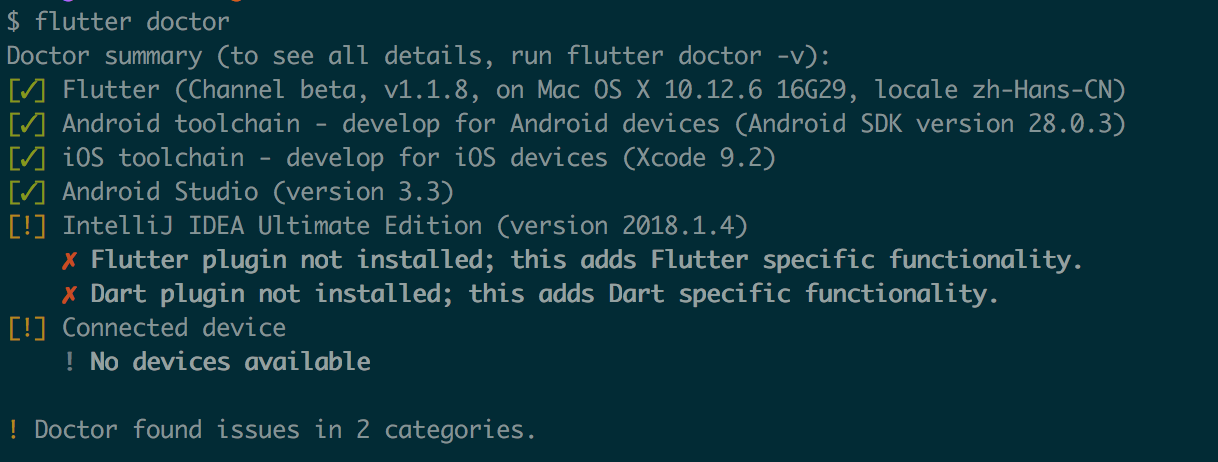 $ flutter doctor
Doctor summary (to see all details, run flutter doctor -v):
[✓] Flutter (Channel beta, v1.1.8, on Mac OS X 10.12.6 16G29, locale zh-Hans-CN)
[✓] Android toolchain - develop for Android devices (Android SDK version 28.0.3)
[✓] iOS toolchain - develop for iOS devices (Xcode 9.2)
[✓] Android Studio (version 3.3)
[!] IntelliJ IDEA Ultimate Edition (version 2018.1.4)
    ✗ Flutter plugin not installed; this adds Flutter specific functionality.
    ✗ Dart plugin not installed; this adds Dart specific functionality.
[!] Connected device
    ! No devices available
! Doctor found issues in 2 categories.